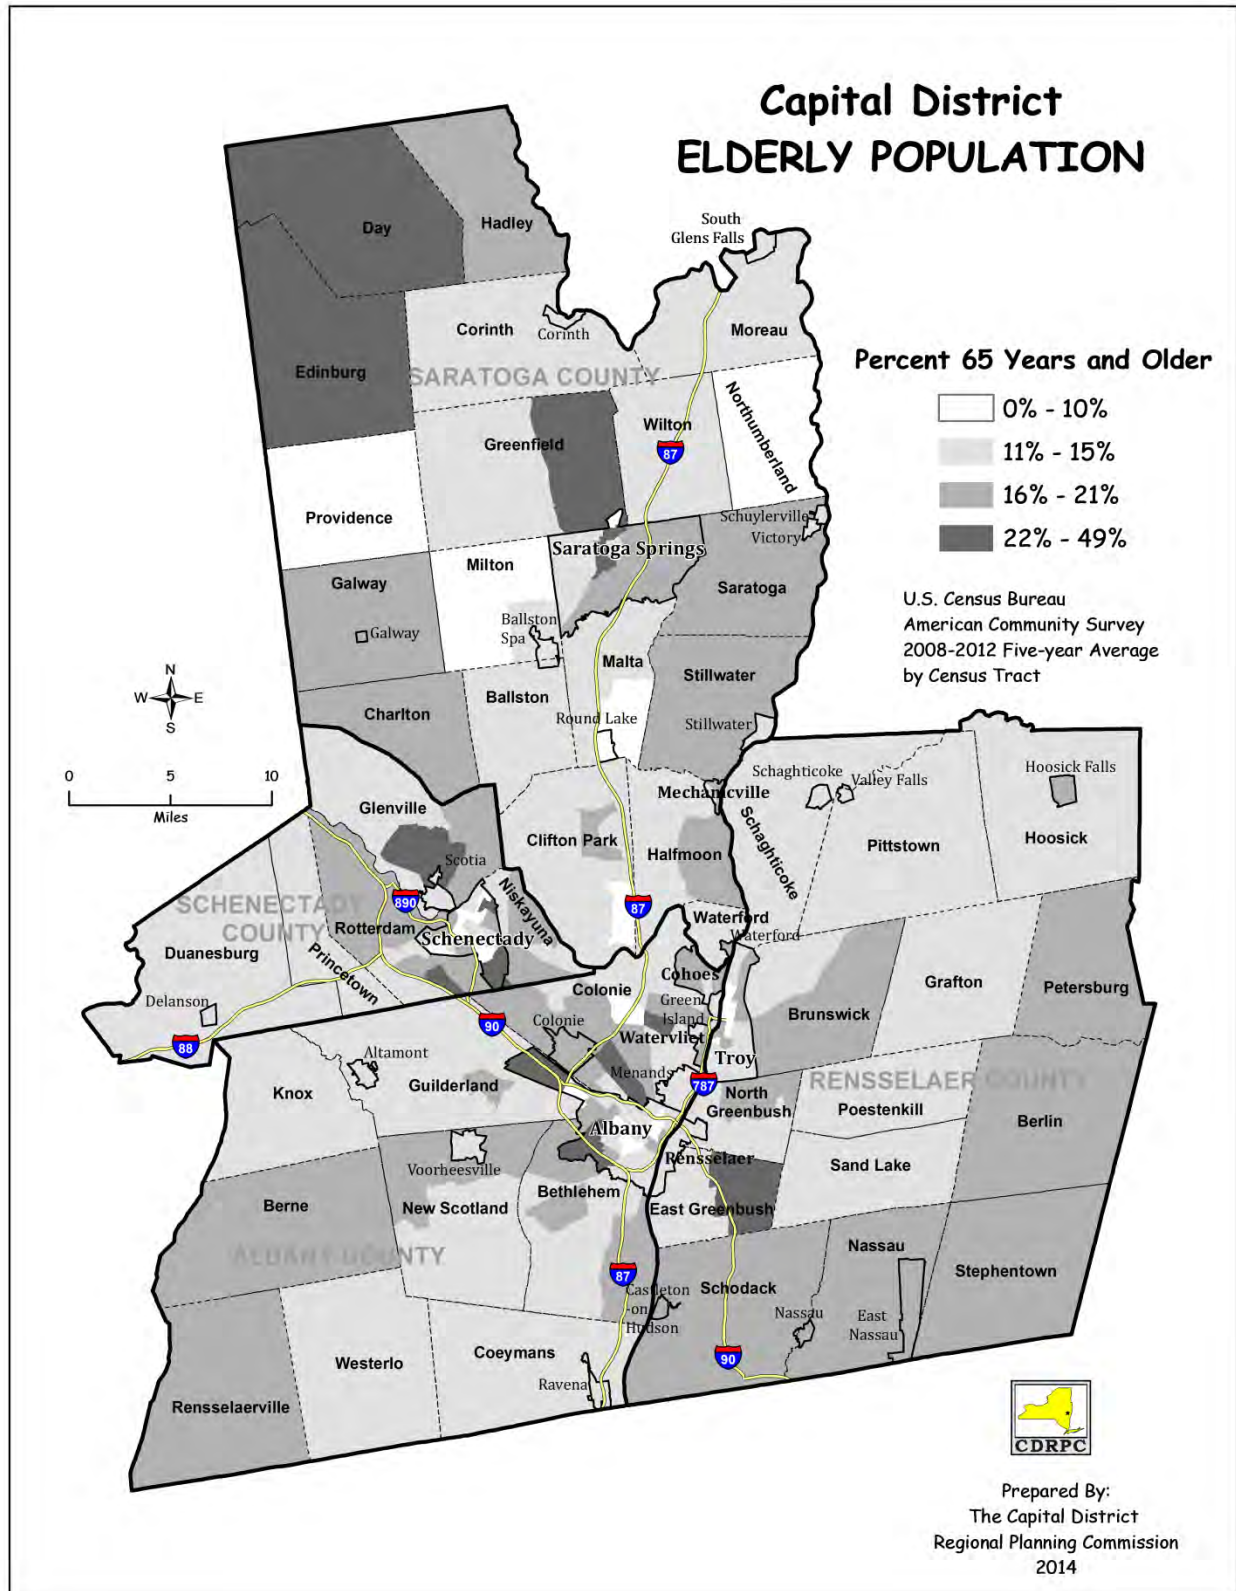 Capital District
ELDERLY POPULATION
South
Glens Falls
Day
Hadley
Corinth
Corinth
Moreau
Edinburg
SARATOGA COUNTY
Percent 65 Years and Older
0% - 10%
11% - 15%
16% - 21%
22% - 49%
Greenfield
Wilton
87
Northumberland
Providence
Schuylerville
Victory
Saratoga Springs
Milton
Galway
Galway
Saratoga
Ballston
Spa
U.S. Census Bureau
American Community Survey
2008-2012 Five-year Average
by Census Tract
N
W
E
S
Malta
Stillwater
Ballston
Charlton
Round Lake
Stillwater
0
5
10
Miles
Glenville
Mechanicville
Schaghticoke
Valley Falls
Hoosick Falls
Clifton Park
Halfmoon
Schaghticoke
Pittstown
Hoosick
Scotia
890
Niskayuna
87
SCHENECTADY
COUNTY
Rotterdam
Schenectady
Waterford
Waterford
Duanesburg
Princetown
Cohoes
Colonie
Grafton
Petersburg
Delanson
Green
Island
Brunswick
90
Colonie
Watervliet
88
Altamont
Troy
Menands
787
RENSSELAER COUNTY
Knox
Guilderland
North
Greenbush
Poestenkill
Berlin
Albany
Rensselaer
Sand Lake
Voorheesville
Bethlehem
Berne
New Scotland
East Greenbush
ALBANY COUNTY
Nassau
Stephentown
87
Castleton
-on-
Hudson
Schodack
Nassau
East
Nassau
Westerlo
Coeymans
90
Ravena
Rensselaerville
CDRPC
Prepared By:
The Capital District
Regional Planning Commission
2014